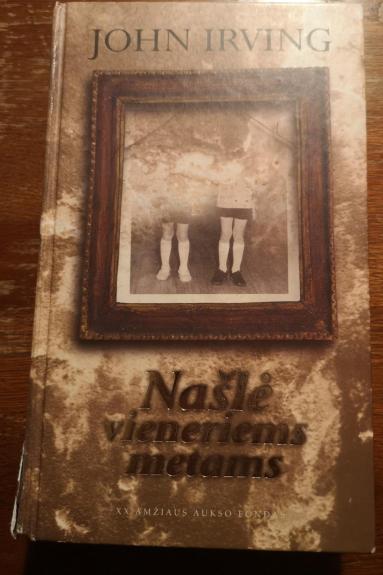 JOHN IRVING
Našlė
vieneriems
metams
XX AMŽIAUS AUKSO FONDAS